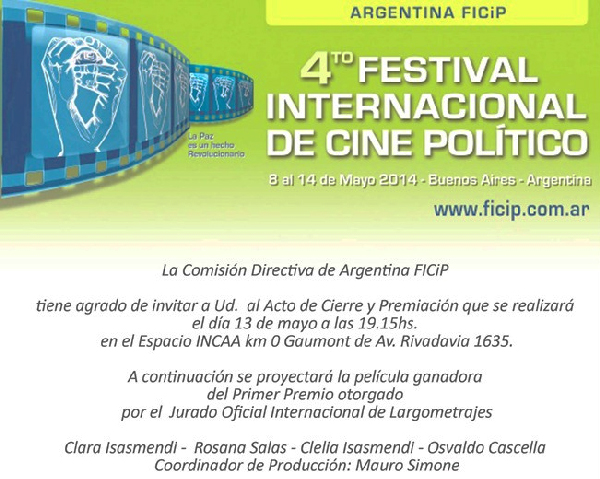 ARGENTINA FICiP
4TO FESTIVAL
INTERNACIONAL
DE CINE POLÍTICO
La Paz
es un hecho
Revolucionario
8 al 14 de Mayo 2014 - Buenos Aires - Argentina
www.ficip.com.ar
La Comisión Directiva de Argentina FICiP
tiene agrado de invitar a Ud. al Acto de Cierre y Premiación que se realizará
el día 13 de mayo a las 19.15hs.
en el Espacio INCAA km 0 Gaumont de Av. Rivadavia 1635.
A continuación se proyectará la película ganadora
del Primer Premio otorgado
por el Jurado Oficial Internacional de Largometrajes
Clara Isasmendi - Rosana Salas - Clelia Isasmendi - Osvaldo Cascella
Coordinador de Producción: Mauro Simone